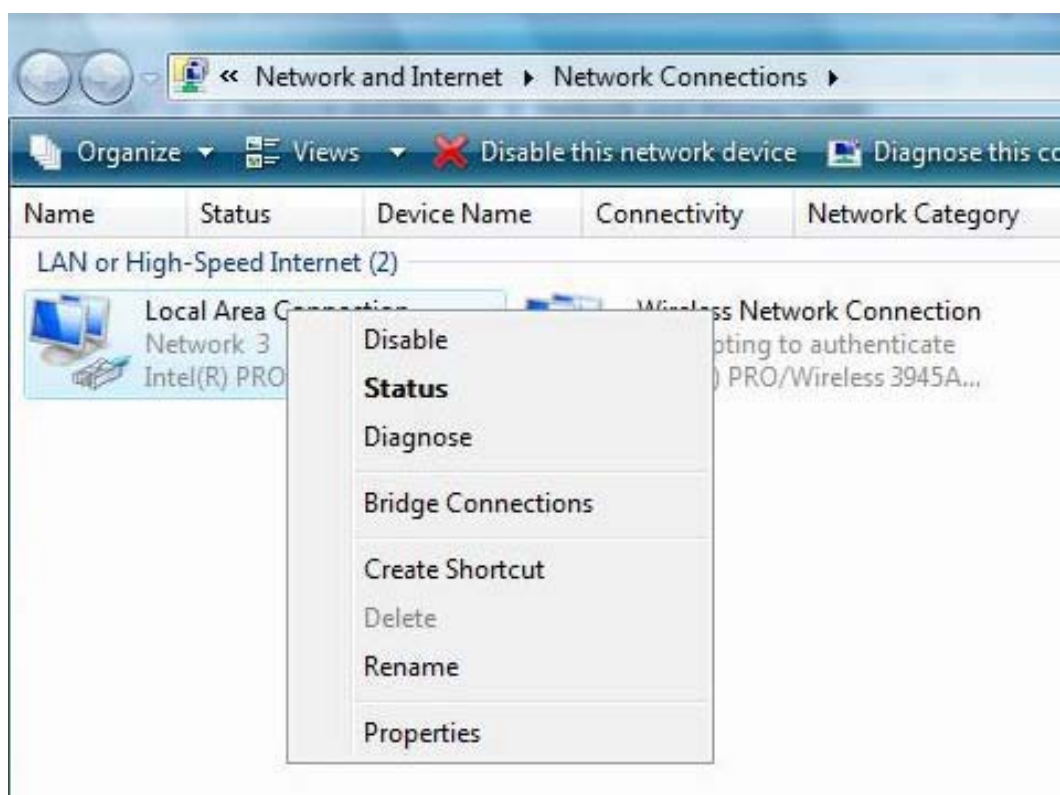 « Network and Internet ▸ Network Connections ▸
Organize Views Disable this network device Diagnose this co
Name Status Device Name Connectivity Network Category
LAN or High-Speed Internet (2)
Local Area Connection
Network 3
Intel(R) PRO
Wireless Network Connection
pting to authenticate
) PRO/Wireless 3945A...
Disable
Status
Diagnose
Bridge Connections
Create Shortcut
Delete
Rename
Properties